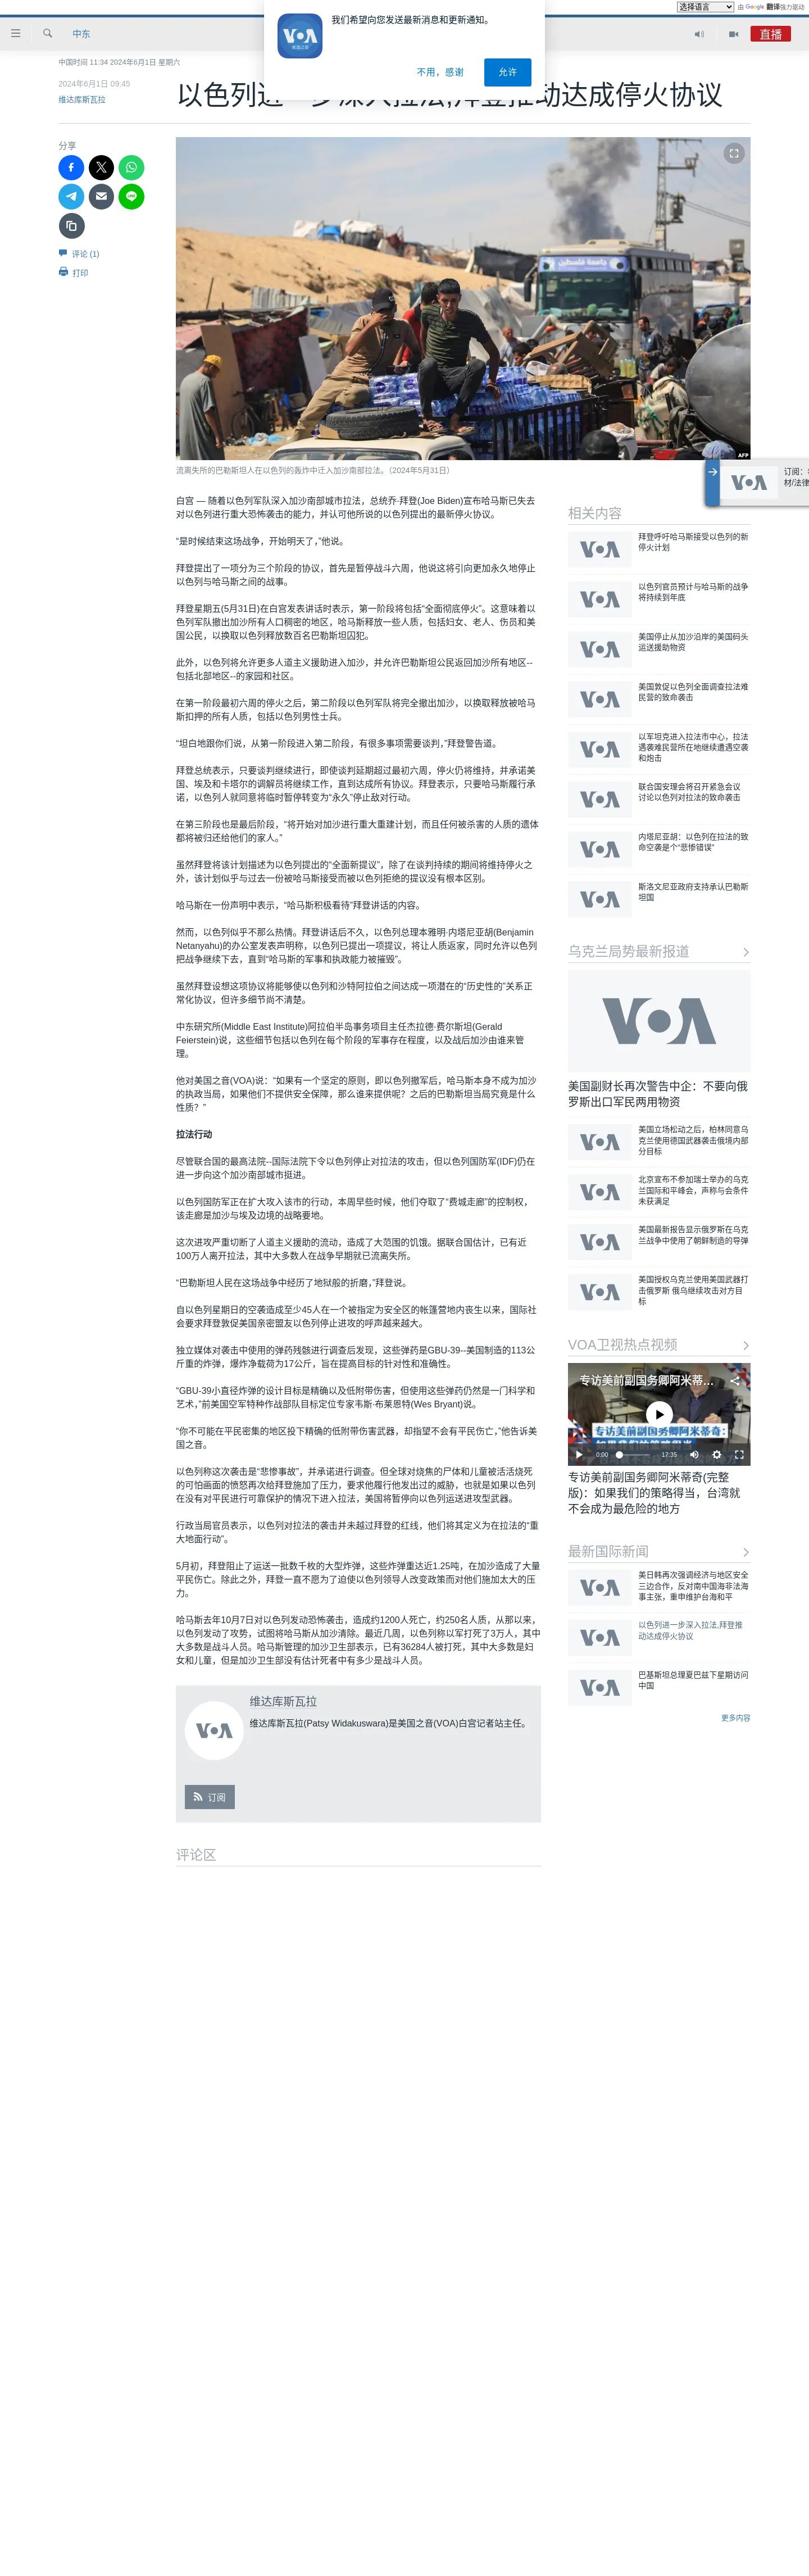 选择语言
由 Google 翻译强力驱动
我们希望向您发送最新消息和更新通知。
不用，感谢
允许
中东
直播
中国时间 11:34 2024年6月1日 星期六
以色列进一步深入拉法,拜登推动达成停火协议
2024年6月1日 09:45
维达库斯瓦拉
分享
评论 (1)
打印
جامعة فلسطين
AFP
流离失所的巴勒斯坦人在以色列的轰炸中迁入加沙南部拉法。（2024年5月31日）
白宫 — 随着以色列军队深入加沙南部城市拉法，总统乔·拜登(Joe Biden)宣布哈马斯已失去
对以色列进行重大恐怖袭击的能力，并认可他所说的以色列提出的最新停火协议。
“是时候结束这场战争，开始明天了，”他说。
拜登提出了一项分为三个阶段的协议，首先是暂停战斗六周，他说这将引向更加永久地停止
以色列与哈马斯之间的战事。
拜登星期五(5月31日)在白宫发表讲话时表示，第一阶段将包括“全面彻底停火”。这意味着以
色列军队撤出加沙所有人口稠密的地区，哈马斯释放一些人质，包括妇女、老人、伤员和美
国公民，以换取以色列释放数百名巴勒斯坦囚犯。
此外，以色列将允许更多人道主义援助进入加沙，并允许巴勒斯坦公民返回加沙所有地区--
包括北部地区--的家园和社区。
在第一阶段最初六周的停火之后，第二阶段以色列军队将完全撤出加沙，以换取释放被哈马
斯扣押的所有人质，包括以色列男性士兵。
“坦白地跟你们说，从第一阶段进入第二阶段，有很多事项需要谈判，”拜登警告道。
拜登总统表示，只要谈判继续进行，即使谈判延期超过最初六周，停火仍将维持，并承诺美
国、埃及和卡塔尔的调解员将继续工作，直到达成所有协议。拜登表示，只要哈马斯履行承
诺，以色列人就同意将临时暂停转变为“永久”停止敌对行动。
在第三阶段也是最后阶段，“将开始对加沙进行重大重建计划，而且任何被杀害的人质的遗体
都将被归还给他们的家人。”
虽然拜登将该计划描述为以色列提出的“全面新提议”，除了在谈判持续的期间将维持停火之
外，该计划似乎与过去一份被哈马斯接受而被以色列拒绝的提议没有根本区别。
哈马斯在一份声明中表示，“哈马斯积极看待”拜登讲话的内容。
然而，以色列似乎不那么热情。拜登讲话后不久，以色列总理本雅明·内塔尼亚胡(Benjamin
Netanyahu)的办公室发表声明称，以色列已提出一项提议，将让人质返家，同时允许以色列
把战争继续下去，直到“哈马斯的军事和执政能力被摧毁”。
虽然拜登设想这项协议将能够使以色列和沙特阿拉伯之间达成一项潜在的“历史性的”关系正
常化协议，但许多细节尚不清楚。
中东研究所(Middle East Institute)阿拉伯半岛事务项目主任杰拉德·费尔斯坦(Gerald
Feierstein)说，这些细节包括以色列在每个阶段的军事存在程度，以及战后加沙由谁来管
理。
他对美国之音(VOA)说：“如果有一个坚定的原则，即以色列撤军后，哈马斯本身不成为加沙
的执政当局，如果他们不提供安全保障，那么谁来提供呢？之后的巴勒斯坦当局究竟是什么
性质？”
拉法行动
尽管联合国的最高法院--国际法院下令以色列停止对拉法的攻击，但以色列国防军(IDF)仍在
进一步向这个加沙南部城市挺进。
以色列国防军正在扩大攻入该市的行动，本周早些时候，他们夺取了“费城走廊”的控制权，
该走廊是加沙与埃及边境的战略要地。
这次进攻严重切断了人道主义援助的流动，造成了大范围的饥饿。据联合国估计，已有近
100万人离开拉法，其中大多数人在战争早期就已流离失所。
“巴勒斯坦人民在这场战争中经历了地狱般的折磨，”拜登说。
自以色列星期日的空袭造成至少45人在一个被指定为安全区的帐篷营地内丧生以来，国际社
会要求拜登敦促美国亲密盟友以色列停止进攻的呼声越来越大。
独立媒体对袭击中使用的弹药残骸进行调查后发现，这些弹药是GBU-39--美国制造的113公
斤重的炸弹，爆炸净载荷为17公斤，旨在提高目标的针对性和准确性。
“GBU-39小直径炸弹的设计目标是精确以及低附带伤害，但使用这些弹药仍然是一门科学和
艺术，”前美国空军特种作战部队目标定位专家韦斯·布莱恩特(Wes Bryant)说。
“你不可能在平民密集的地区投下精确的低附带伤害武器，却指望不会有平民伤亡，”他告诉美
国之音。
以色列称这次袭击是“悲惨事故”，并承诺进行调查。但全球对烧焦的尸体和儿童被活活烧死
的可怕画面的愤怒再次给拜登施加了压力，要求他履行他发出过的威胁，也就是如果以色列
在没有对平民进行可靠保护的情况下进入拉法，美国将暂停向以色列运送进攻型武器。
行政当局官员表示，以色列对拉法的袭击并未越过拜登的红线，他们将其定义为在拉法的“重
大地面行动”。
5月初，拜登阻止了运送一批数千枚的大型炸弹，这些炸弹重达近1.25吨，在加沙造成了大量
平民伤亡。除此之外，拜登一直不愿为了迫使以色列领导人改变政策而对他们施加太大的压
力。
哈马斯去年10月7日对以色列发动恐怖袭击，造成约1200人死亡，约250名人质，从那以来，
以色列发动了攻势，试图将哈马斯从加沙清除。最近几周，以色列称以军打死了3万人，其中
大多数是战斗人员。哈马斯管理的加沙卫生部表示，已有36284人被打死，其中大多数是妇
女和儿童，但是加沙卫生部没有估计死者中有多少是战斗人员。
维达库斯瓦拉
维达库斯瓦拉(Patsy Widakuswara)是美国之音(VOA)白宫记者站主任。
订阅
评论区
订阅：
材/法律
相关内容
拜登呼吁哈马斯接受以色列的新
停火计划
以色列官员预计与哈马斯的战争
将持续到年底
美国停止从加沙沿岸的美国码头
运送援助物资
美国敦促以色列全面调查拉法难
民营的致命袭击
以军坦克进入拉法市中心，拉法
遇袭难民营所在地继续遭遇空袭
和炮击
联合国安理会将召开紧急会议
讨论以色列对拉法的致命袭击
内塔尼亚胡：以色列在拉法的致
命空袭是个“悲惨错误”
斯洛文尼亚政府支持承认巴勒斯
坦国
乌克兰局势最新报道
VOA
美国副财长再次警告中企：不要向俄
罗斯出口军民两用物资
美国立场松动之后，柏林同意乌
克兰使用德国武器袭击俄境内部
分目标
北京宣布不参加瑞士举办的乌克
兰国际和平峰会，声称与会条件
未获满足
美国最新报告显示俄罗斯在乌克
兰战争中使用了朝鲜制造的导弹
美国授权乌克兰使用美国武器打
击俄罗斯 俄乌继续攻击对方目
标
VOA卫视热点视频
专访美前副国务卿阿米蒂…
专访美前副国务卿阿米蒂奇：
0:00
17:35
专访美前副国务卿阿米蒂奇(完整
版)：如果我们的策略得当，台湾就
不会成为最危险的地方
最新国际新闻
美日韩再次强调经济与地区安全
三边合作，反对南中国海非法海
事主张，重申维护台海和平
以色列进一步深入拉法,拜登推
动达成停火协议
巴基斯坦总理夏巴兹下星期访问
中国
更多内容